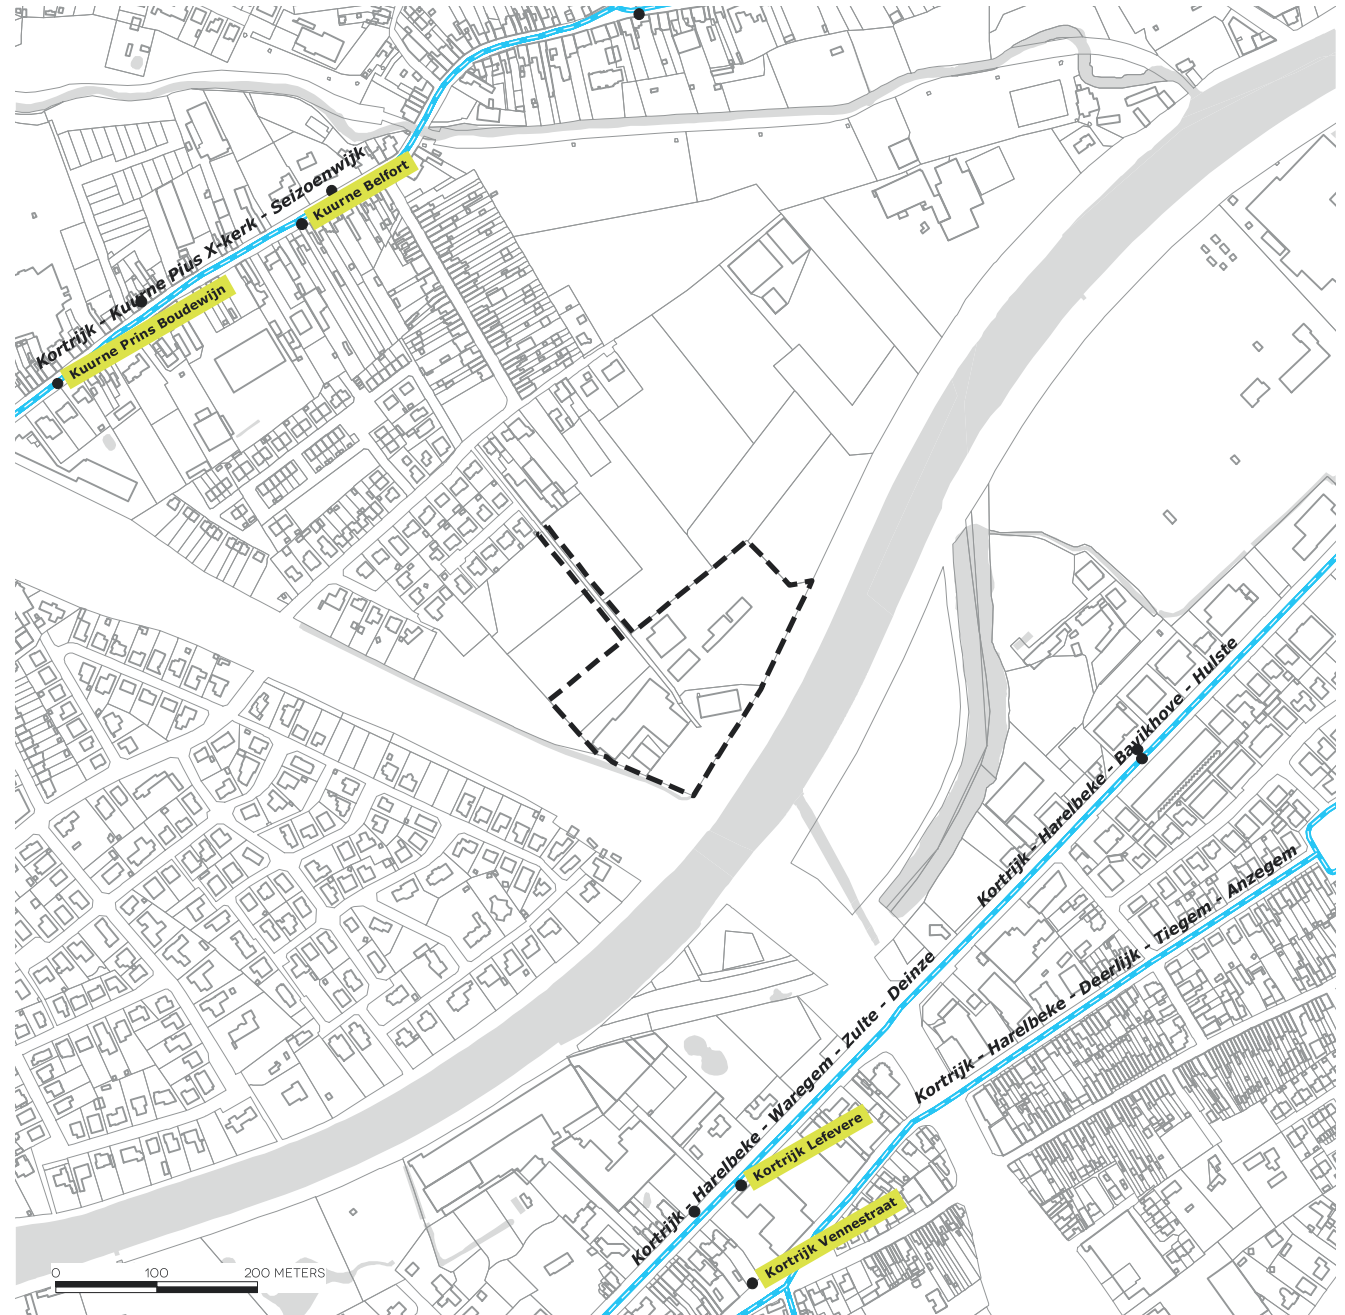 Kortrijk - Kuurne Pius X-kerk - Seizoenwijk
Kuurne Belfort
Kuurne Prins Boudewijn
Kortrijk - Harelbeke - Bavikhove - Hulste
Kortrijk - Harelbeke - Deerlijk - Tiegem - Anzegem
Kortrijk - Harelbeke - Waregem - Zulte - Deinze
Kortrijk Lefevere
Kortrijk Vennestraat
0 100 200 METERS